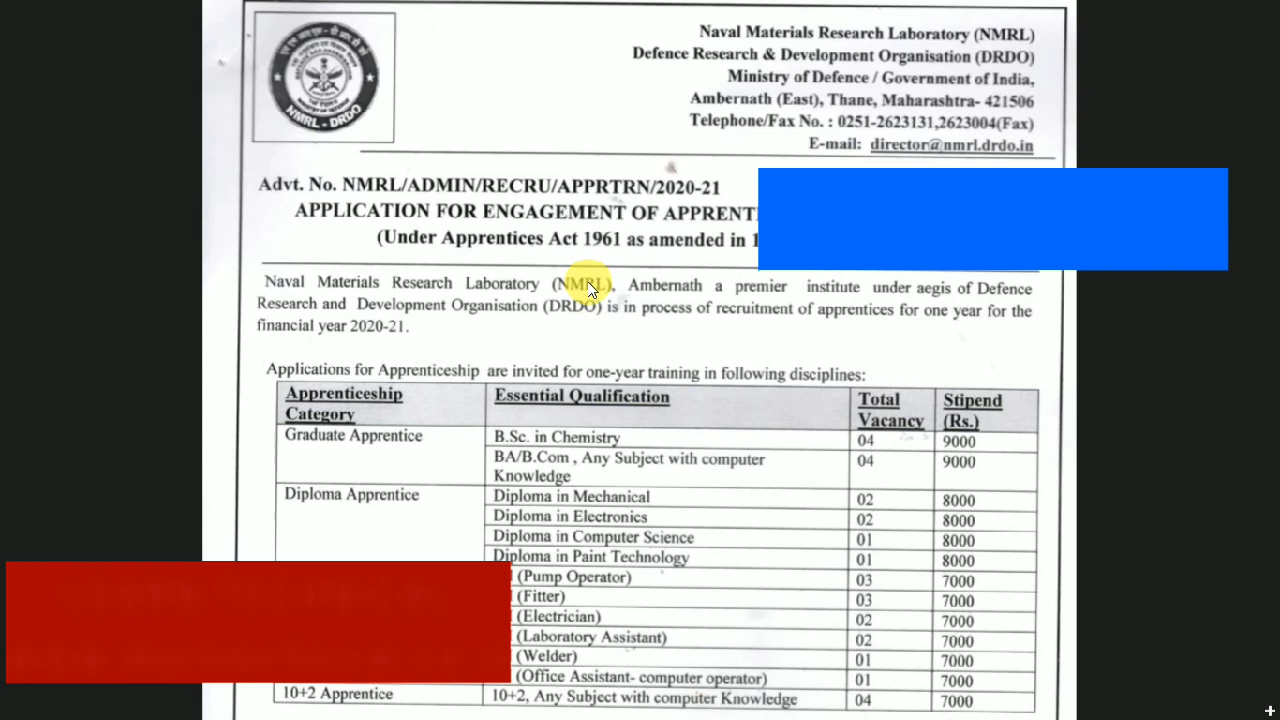 Naval Materials Research Laboratory (NMRL)
Defence Research & Development Organisation (DRDO)
Ministry of Defence / Government of India,
Ambernath (East), Thane, Maharashtra- 421506
Telephone/Fax No. : 0251-2623131,2623004(Fax)
E-mail: director@nmrl.drdo.in
NMRL - DRDO
Advt. No. NMRL/ADMIN/RECRU/APPRTRN/2020-21
APPLICATION FOR ENGAGEMENT OF APPRENT
(Under Apprentices Act 1961 as amended in 1
Naval Materials Research Laboratory (NMRL), Ambernath a premier institute under aegis of Defence
Research and Development Organisation (DRDO) is in process of recruitment of apprentices for one year for the
financial year 2020-21.
Applications for Apprenticeship are invited for one-year training in following disciplines:
Apprenticeship Category Essential Qualification Total Vacancy Stipend (Rs.)
Graduate Apprentice B.Sc. in Chemistry 04 9000
BA/B.Com , Any Subject with computer 04 9000
Knowledge
Diploma Apprentice Diploma in Mechanical 02 8000
Diploma in Electronics 02 8000
Diploma in Computer Science 01 8000
Diploma in Paint Technology 01 8000
(Pump Operator) 03 7000
(Fitter) 03 7000
(Electrician) 02 7000
(Laboratory Assistant) 02 7000
(Welder) 01 7000
(Office Assistant- computer operator) 01 7000
10+2 Apprentice 10+2, Any Subject with computer Knowledge 04 7000